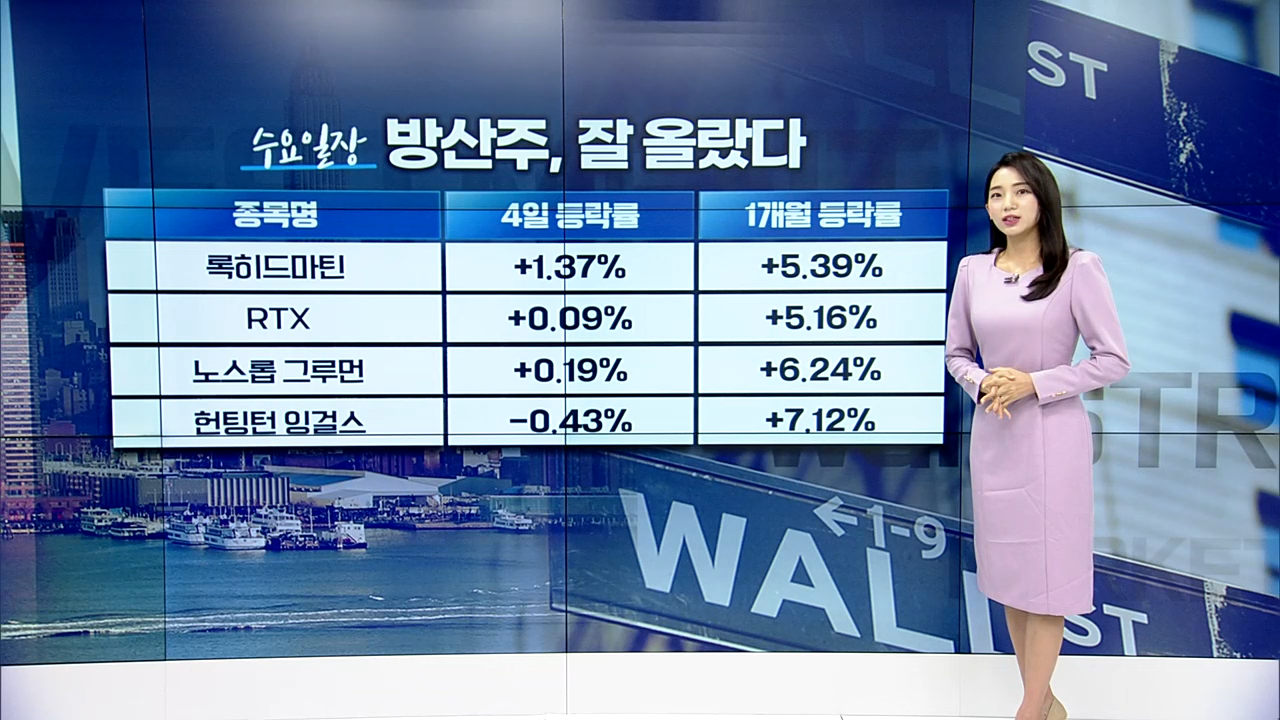 수요일장 방산주, 잘 올랐다
종목명 4일 등락률 1개월 등락률
록히드마틴 +1.37% +5.39%
RTX +0.09% +5.16%
노스롭 그루먼 +0.19% +6.24%
헌팅턴 잉걸스 -0.43% +7.12%
ST
←1-9
WALL ST